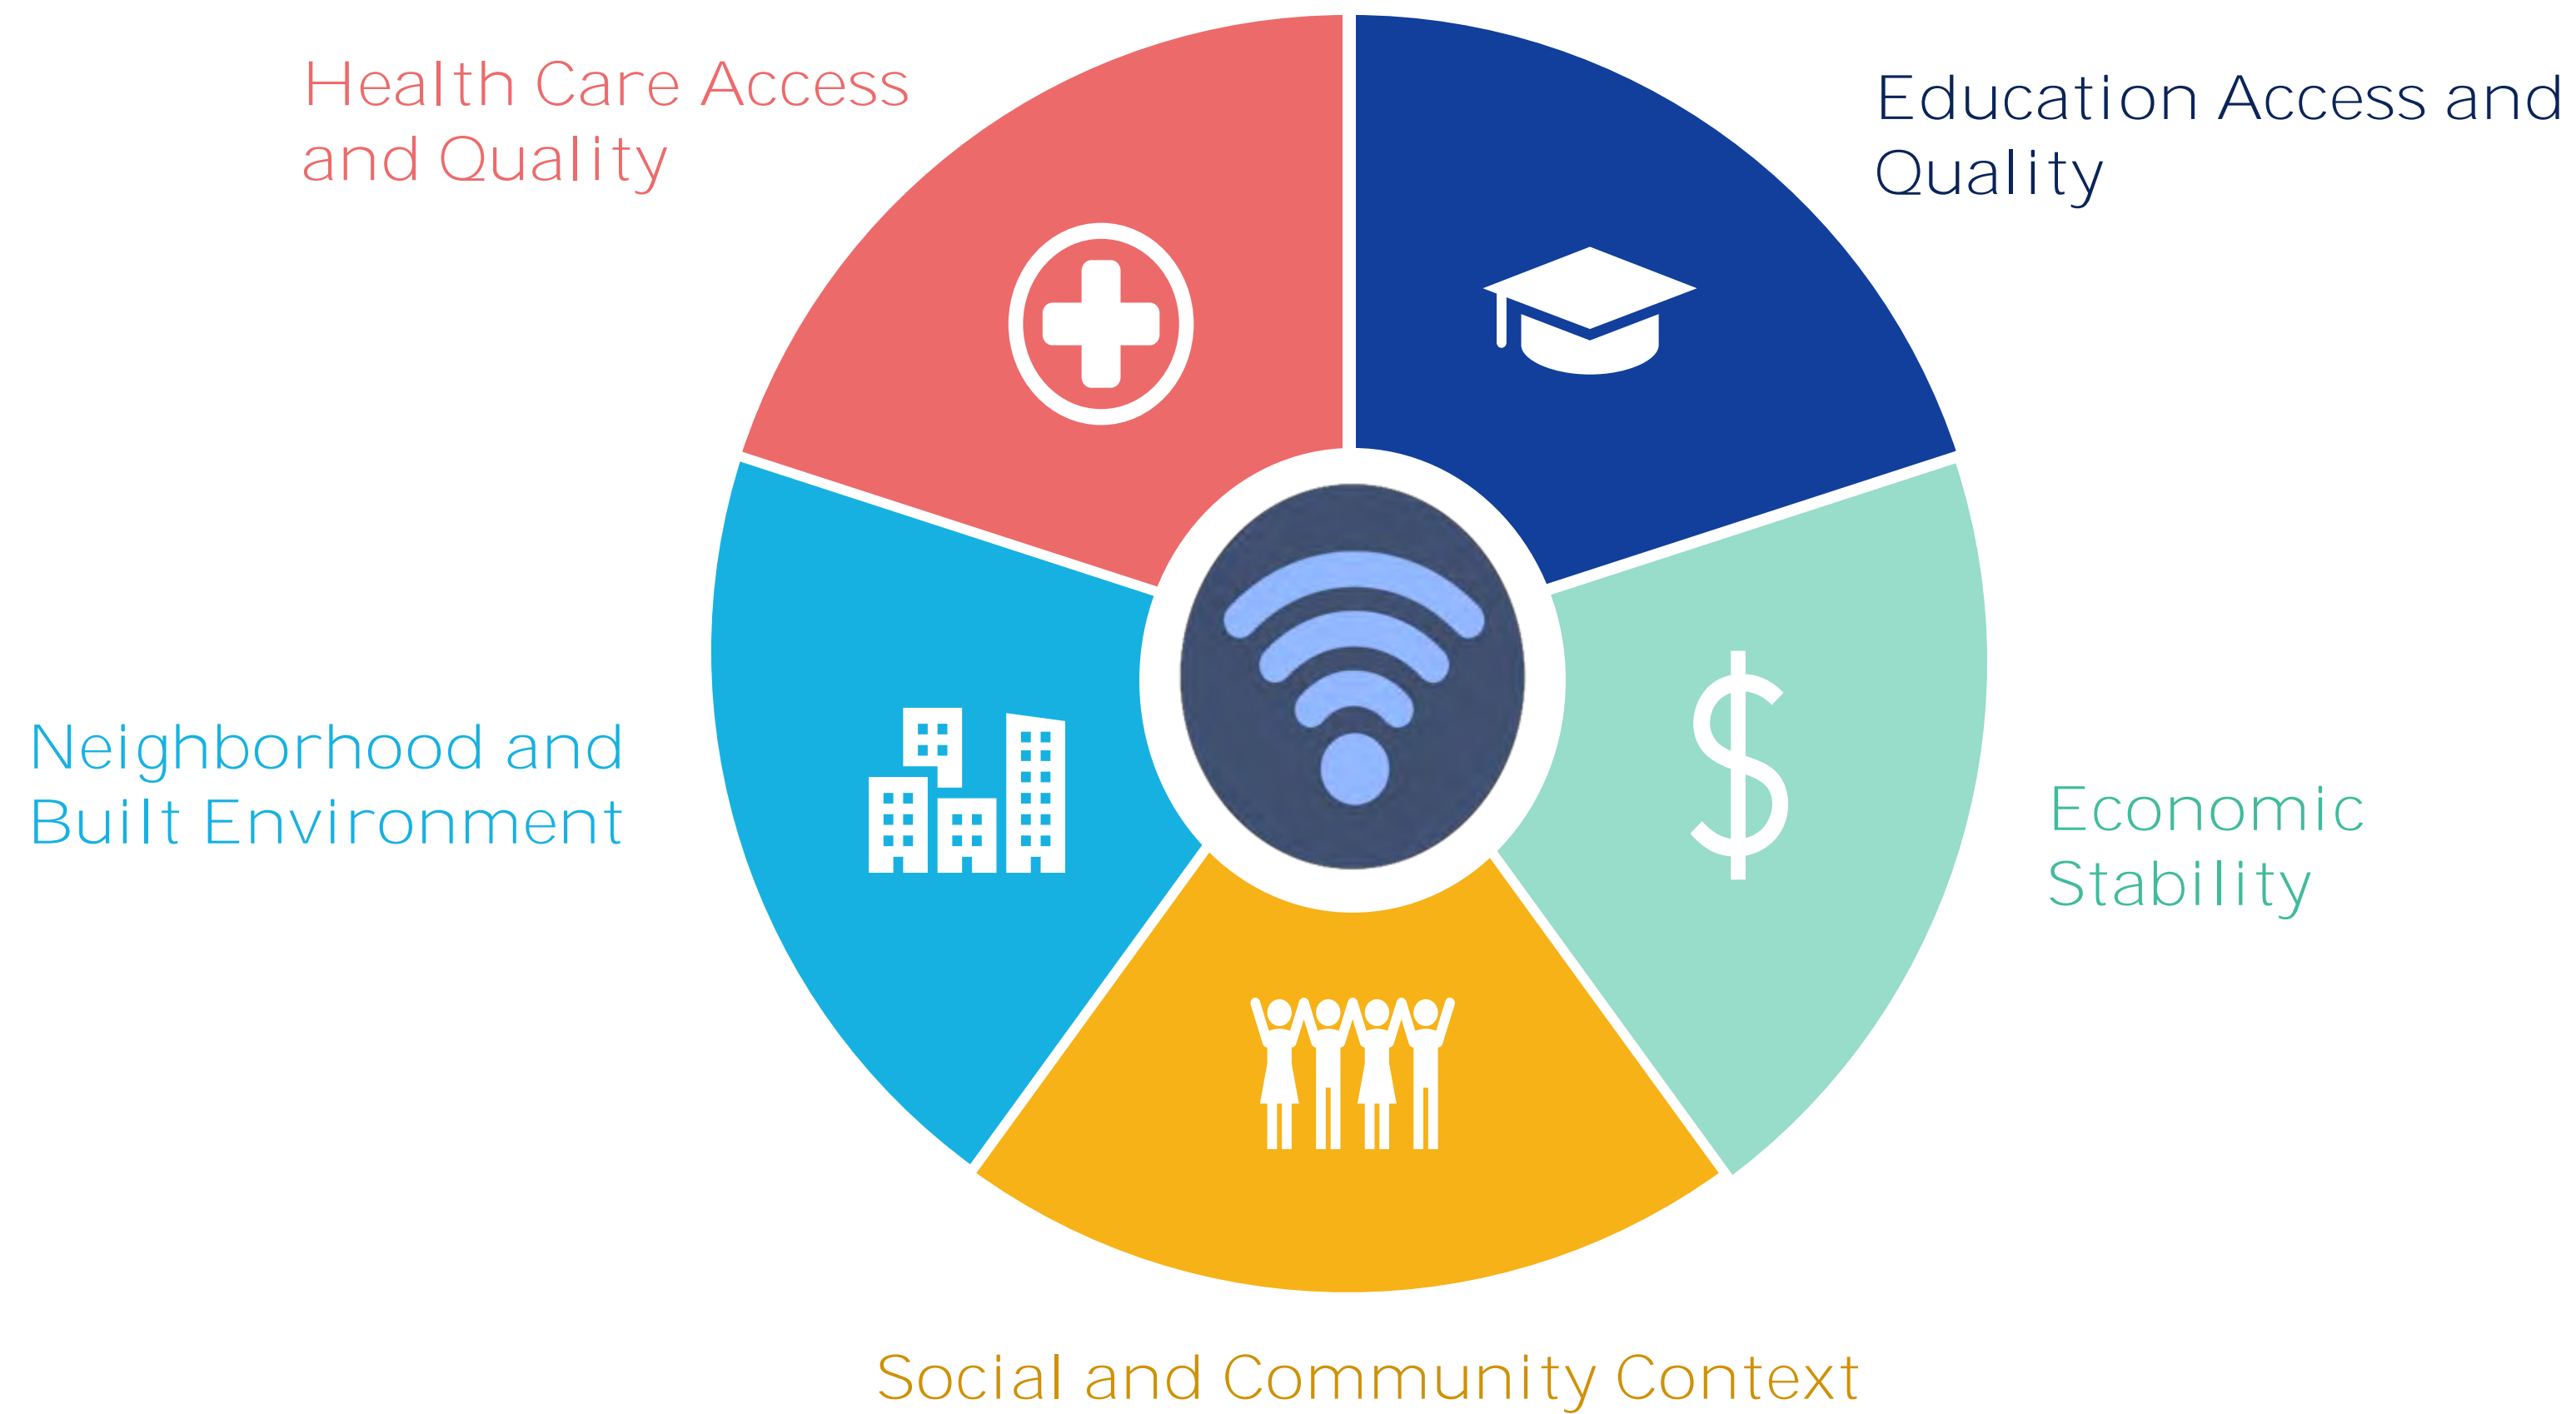 Health Care Access
and Quality
Education Access and
Quality
Neighborhood and
Built Environment
Economic
Stability
Social and Community Context